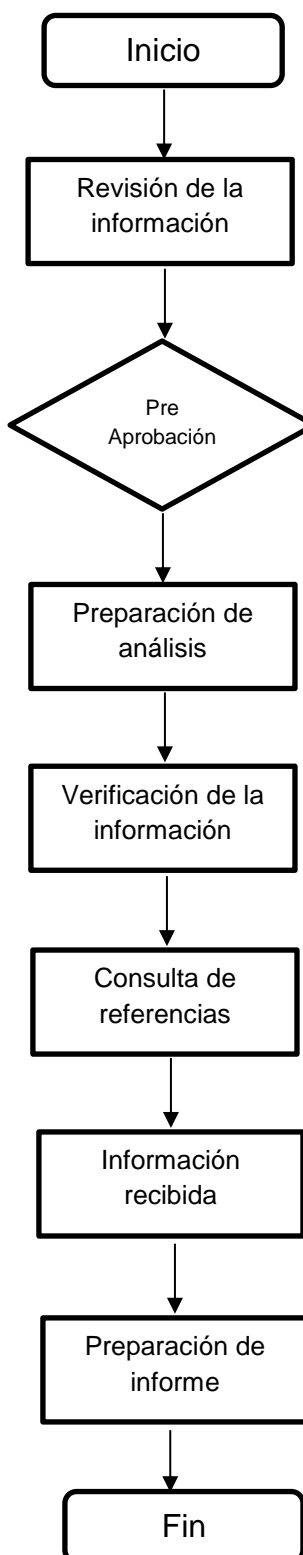 Inicio
Revisión de la
información
Pre
Aprobación
Preparación de
análisis
Verificación de la
información
Consulta de
referencias
Información
recibida
Preparación de
informe
Fin